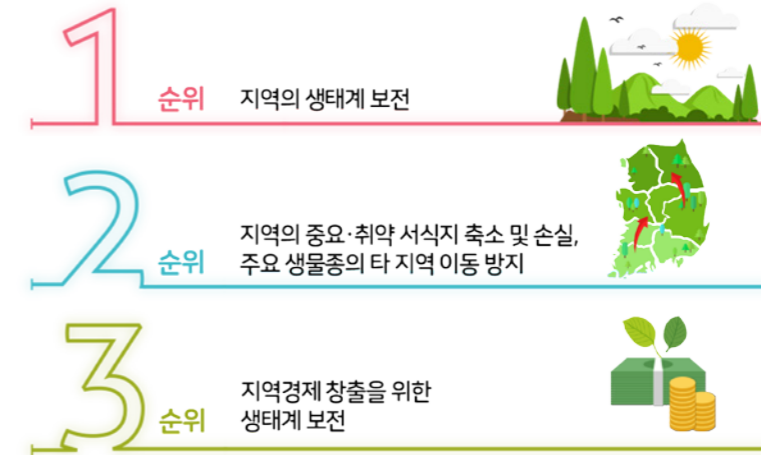 1순위 지역의 생태계 보전
2순위 지역의 중요·취약 서식지 축소 및 손실,
주요 생물종의 타 지역 이동 방지
3순위 지역경제 창출을 위한
생태계 보전